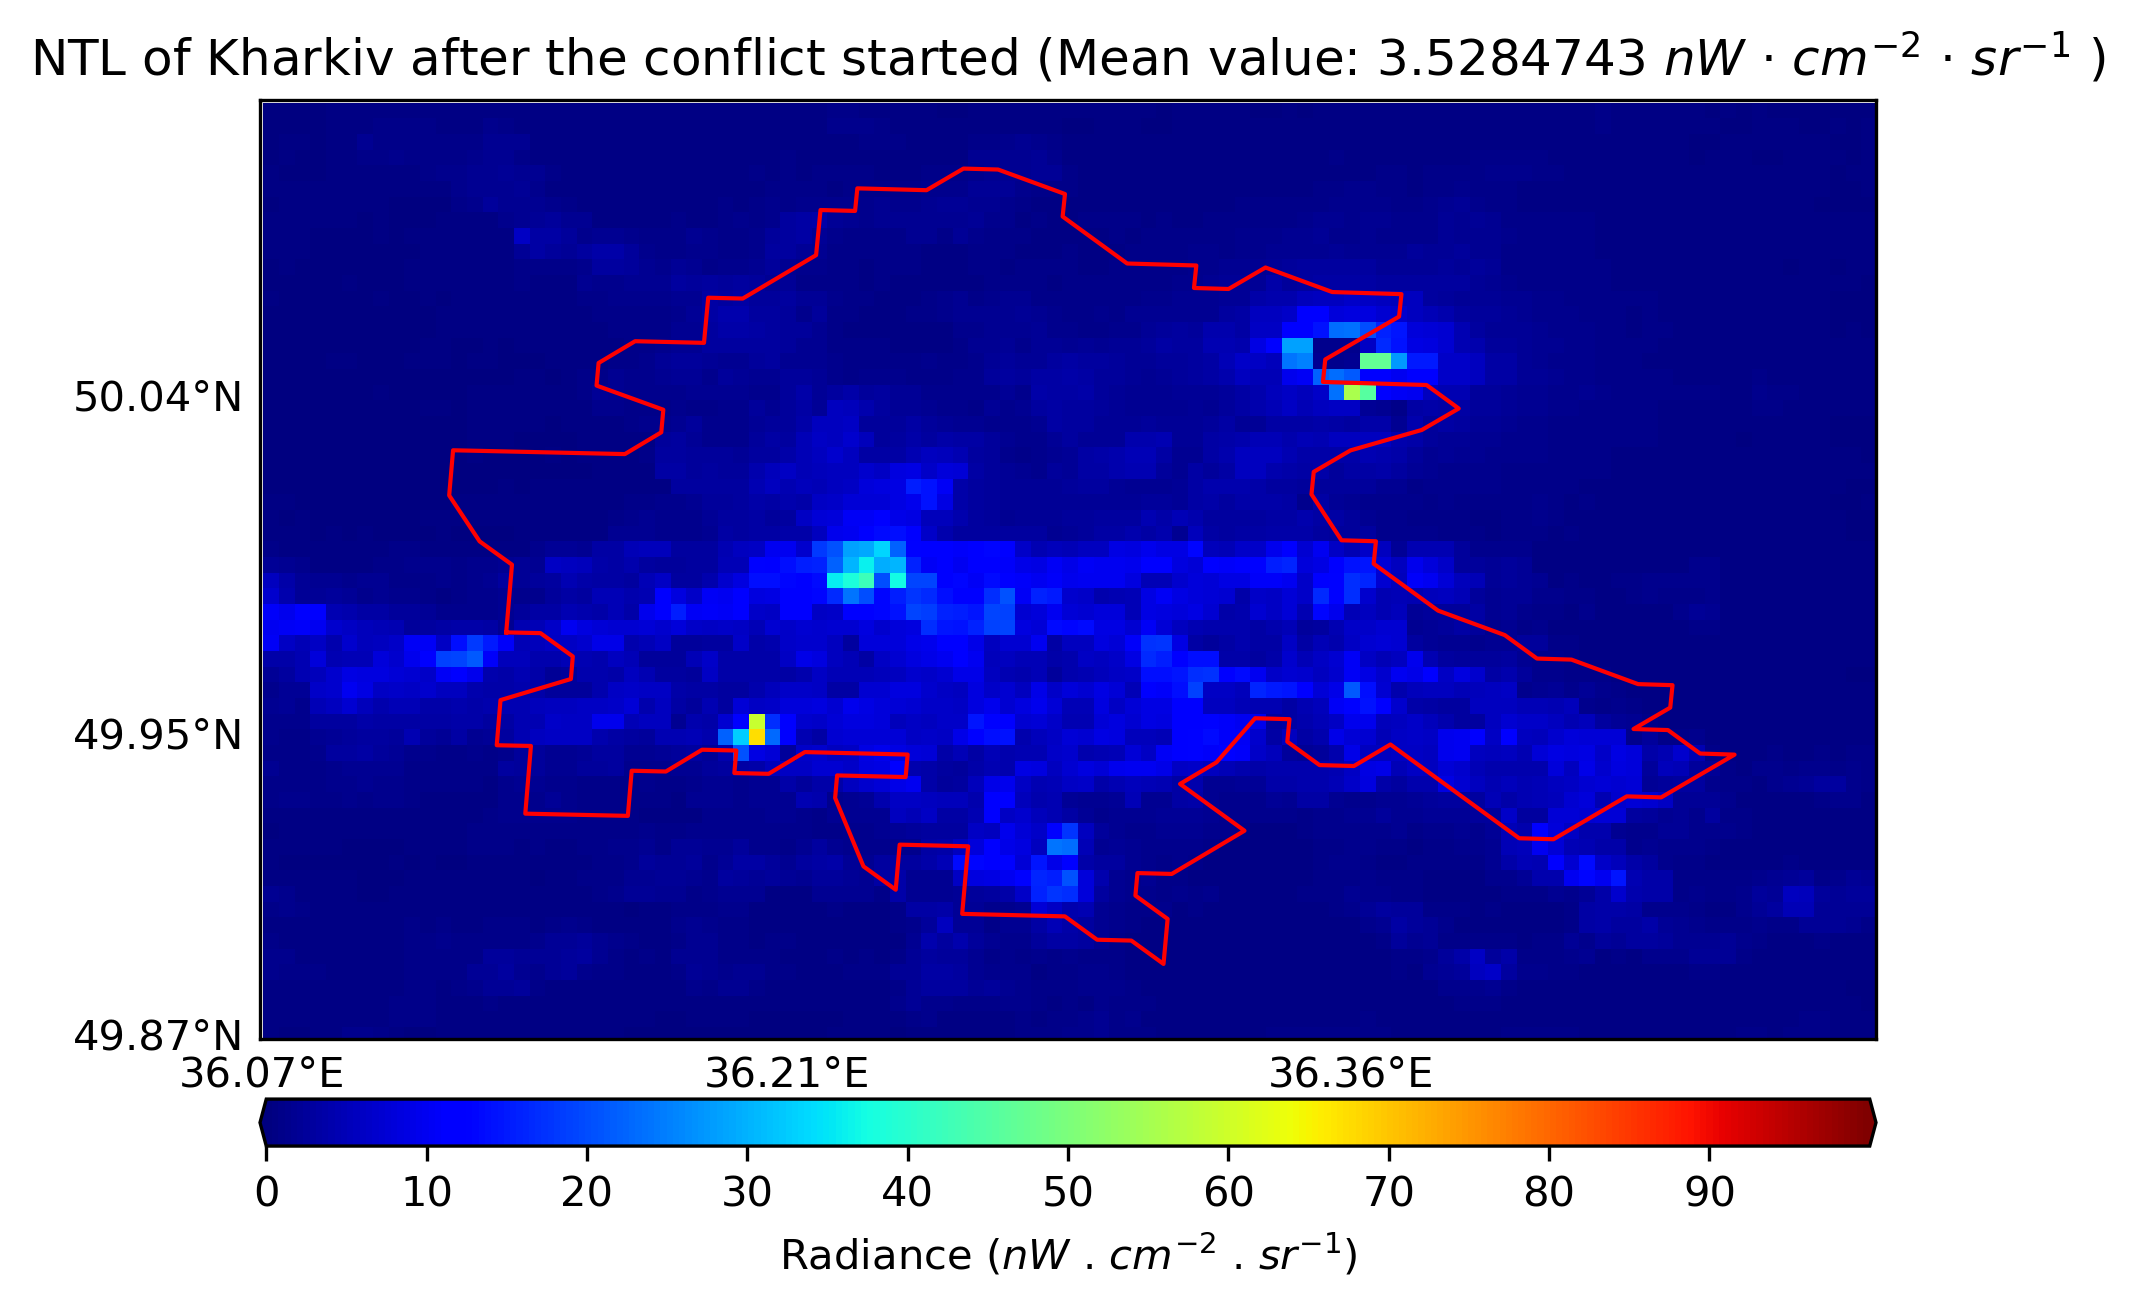 NTL of Kharkiv after the conflict started (Mean value: 3.5284743 nW · cm⁻² · sr⁻¹ )
50.04°N
49.95°N
49.87°N
36.07°E 36.21°E 36.36°E
0 10 20 30 40 50 60 70 80 90
Radiance (nW . cm⁻² . sr⁻¹)